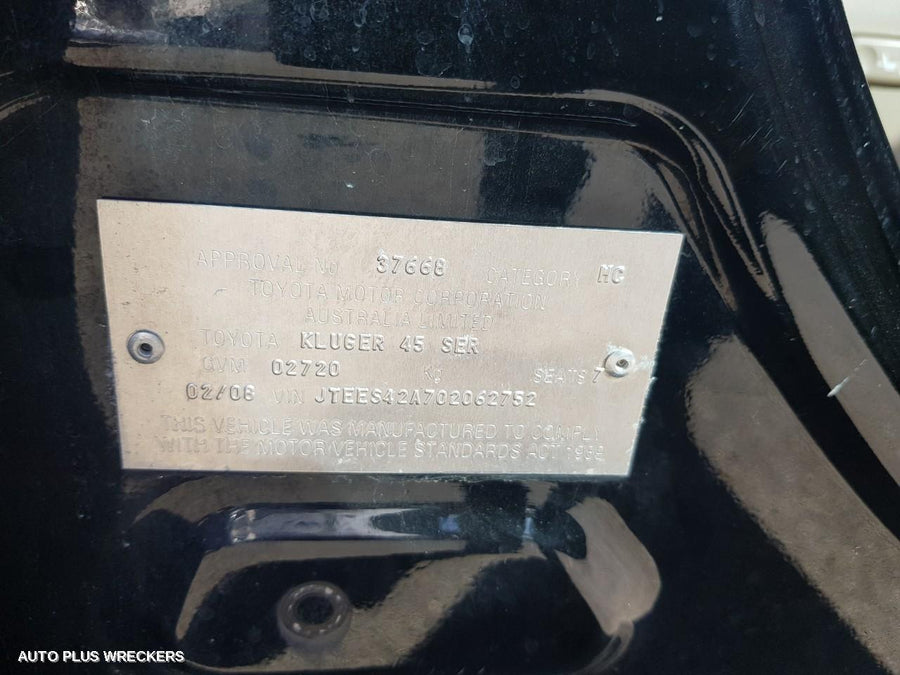 APPROVAL No 37668 CATEGORY MC
TOYOTA MOTOR CORPORATION
AUSTRALIA LIMITED
TOYOTA KLUGER 45 SER
GVM 02720 Kg SEATS 7
02/08 VIN JTEES42A702062752
THIS VEHICLE WAS MANUFACTURED TO COMPLY
WITH THE MOTOR VEHICLE STANDARDS ACT 1989
AUTO PLUS WRECKERS